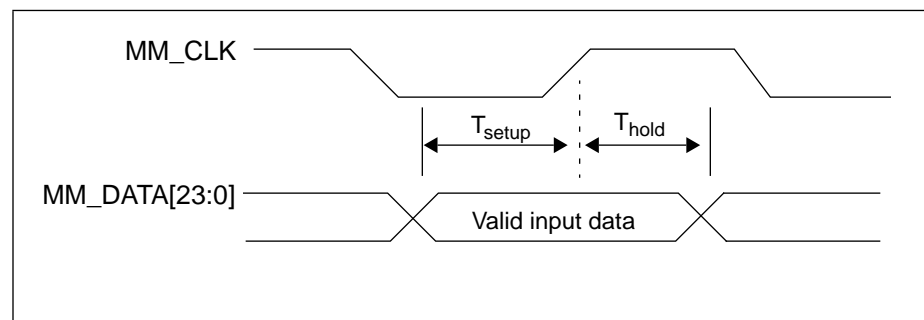 MM_CLK
Tsetup
Thold
MM_DATA[23:0]
Valid input data